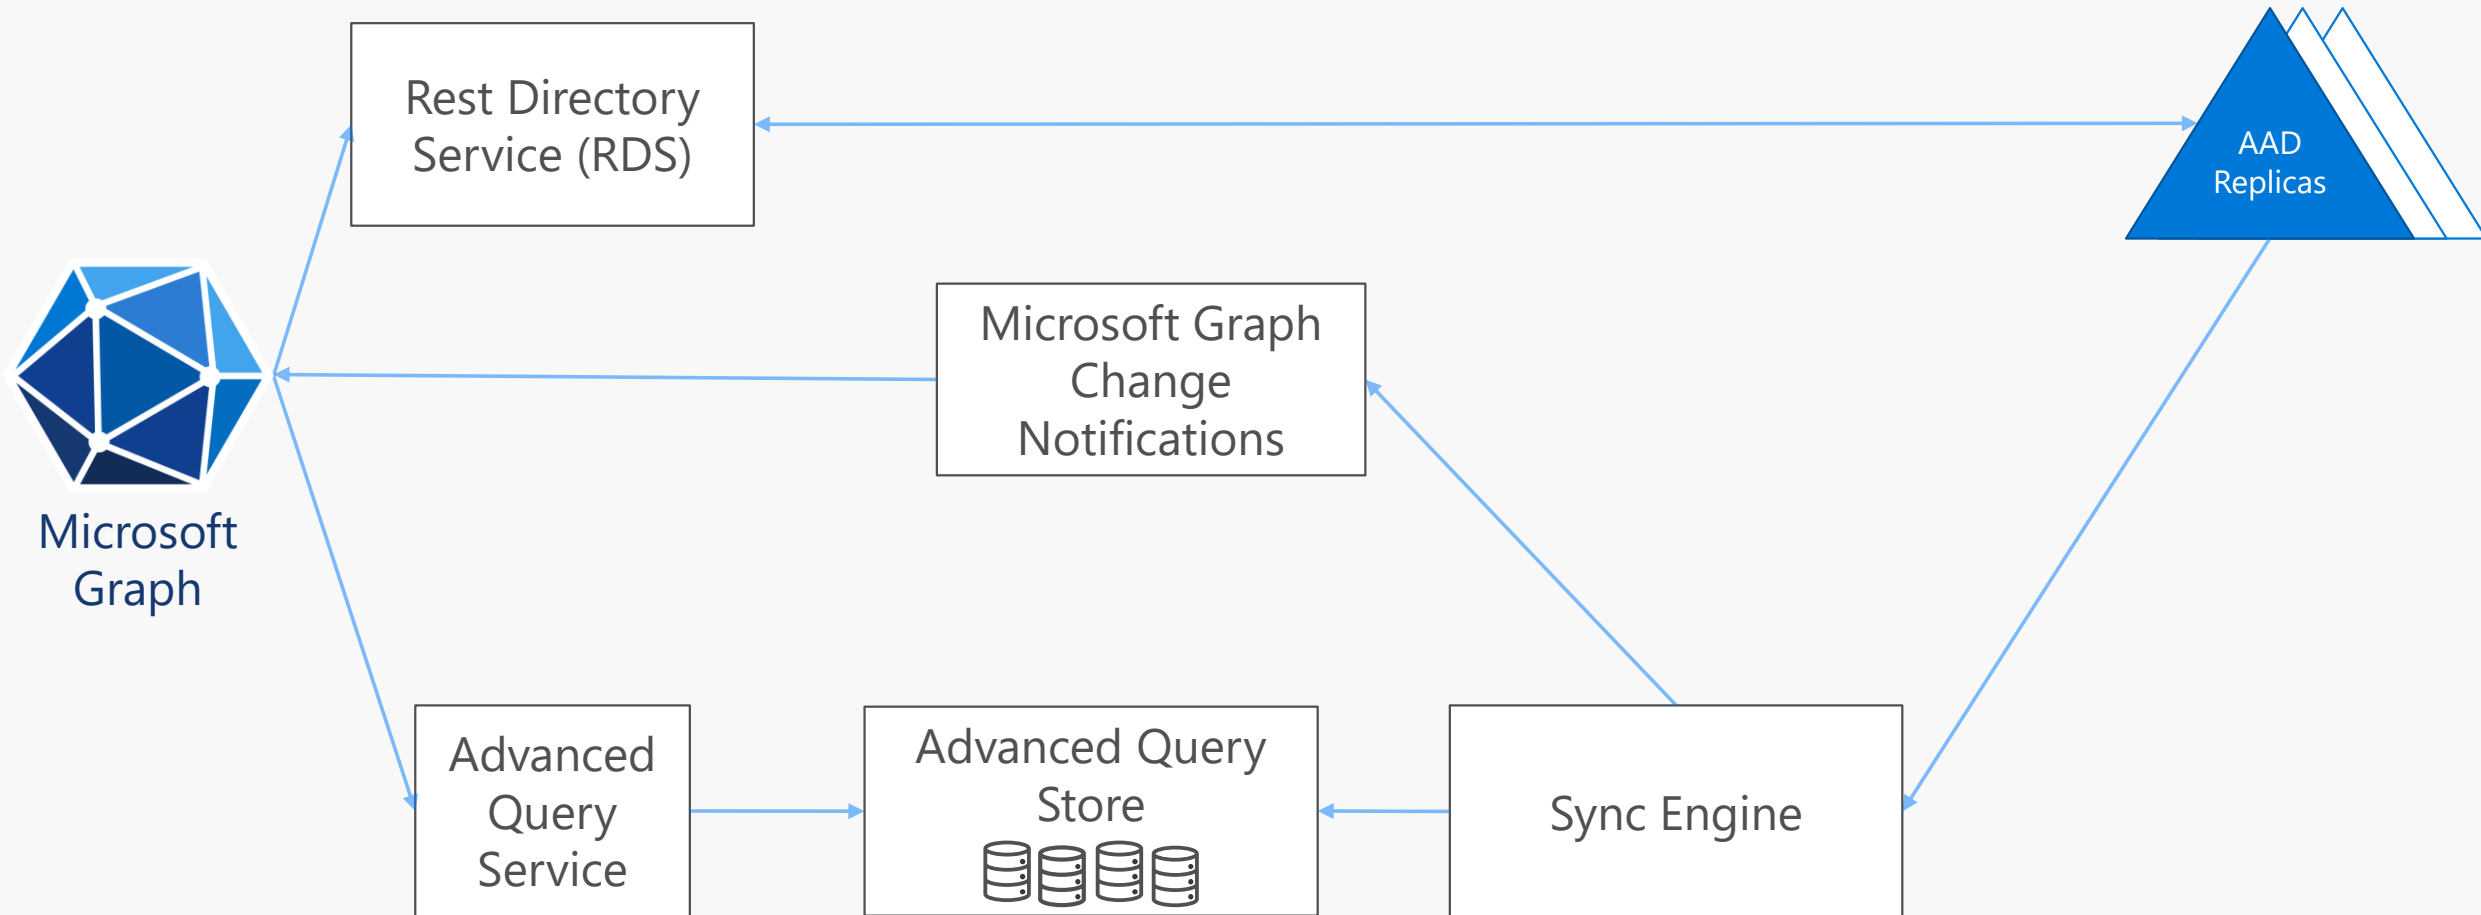 Rest Directory
Service (RDS)
AAD
Replicas
Microsoft Graph
Change
Notifications
Microsoft
Graph
Advanced
Query
Service
Advanced Query
Store
Sync Engine